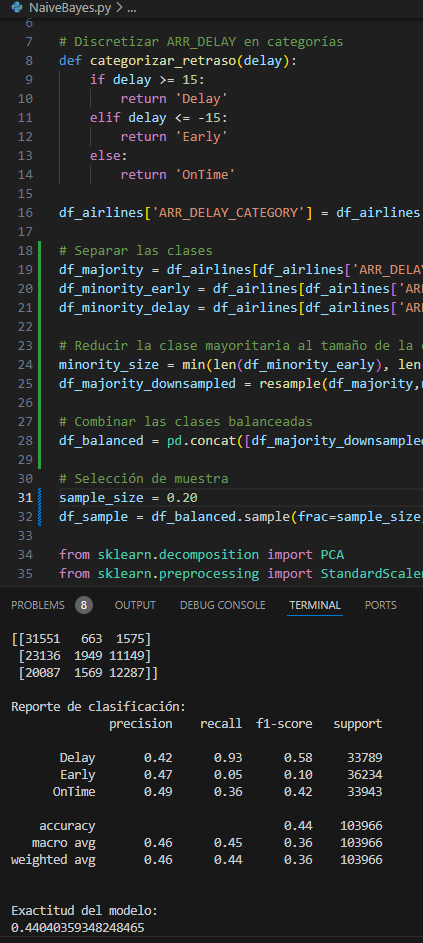 NaiveBayes.py > ...
6
7
8
9
10
11
12
13
14
15
16
17
18
19
20
21
22
23
24
25
26
27
28
29
30
31
32
33
34
35
# Discretizar ARR_DELAY en categorías
def categorizar_retraso(delay):
if delay >= 15:
return 'Delay'
elif delay <= -15:
return 'Early'
else:
return 'OnTime'
df_airlines['ARR_DELAY_CATEGORY'] = df_airlines
# Separar las clases
df_majority = df_airlines[df_airlines['ARR_DELAY
df_minority_early = df_airlines[df_airlines['ARR
df_minority_delay = df_airlines[df_airlines['ARR
# Reducir la clase mayoritaria al tamaño de la
minority_size = min(len(df_minority_early), len
df_majority_downsampled = resample(df_majority,
# Combinar las clases balanceadas
df_balanced = pd.concat([df_majority_downsampled
# Selección de muestra
sample_size = 0.20
df_sample = df_balanced.sample(frac=sample_size,
from sklearn.decomposition import PCA
from sklearn.preprocessing import StandardScaler
PROBLEMS 8 OUTPUT DEBUG CONSOLE TERMINAL PORTS
[[31551 663 1575]
[23136 1949 11149]
[20087 1569 12287]]
Reporte de clasificación:
precision recall f1-score support
Delay 0.42 0.93 0.58 33789
Early 0.47 0.05 0.10 36234
OnTime 0.49 0.36 0.42 33943
accuracy 0.44 103966
macro avg 0.46 0.45 0.36 103966
weighted avg 0.46 0.44 0.36 103966
Exactitud del modelo:
0.44040359348248465